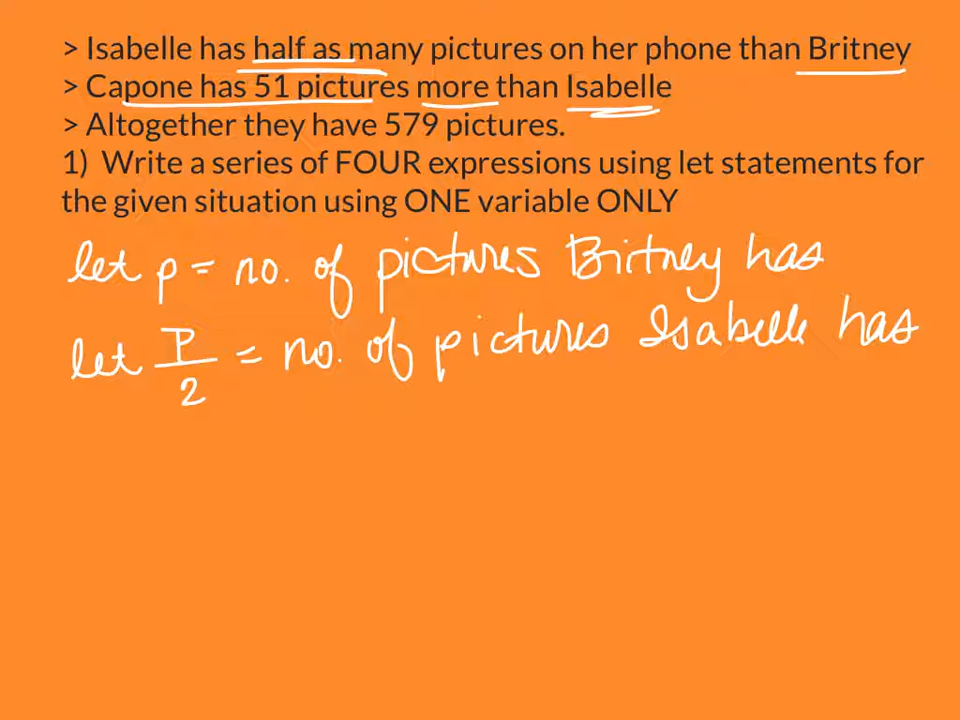 > Isabelle has half as many pictures on her phone than Britney
> Capone has 51 pictures more than Isabelle
> Altogether they have 579 pictures.
1) Write a series of FOUR expressions using let statements for
the given situation using ONE variable ONLY
let p = no. of pictures Britney has
let P/2 = no. of pictures Isabelle has